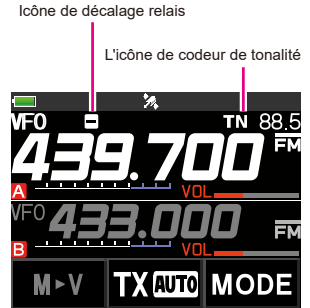 Icône de décalage relais
L'icône de codeur de tonalité
VFO TN 88.5
439.700 FM
A VOL
VFO 433.000 FM
B VOL
M►V TX AUTO MODE